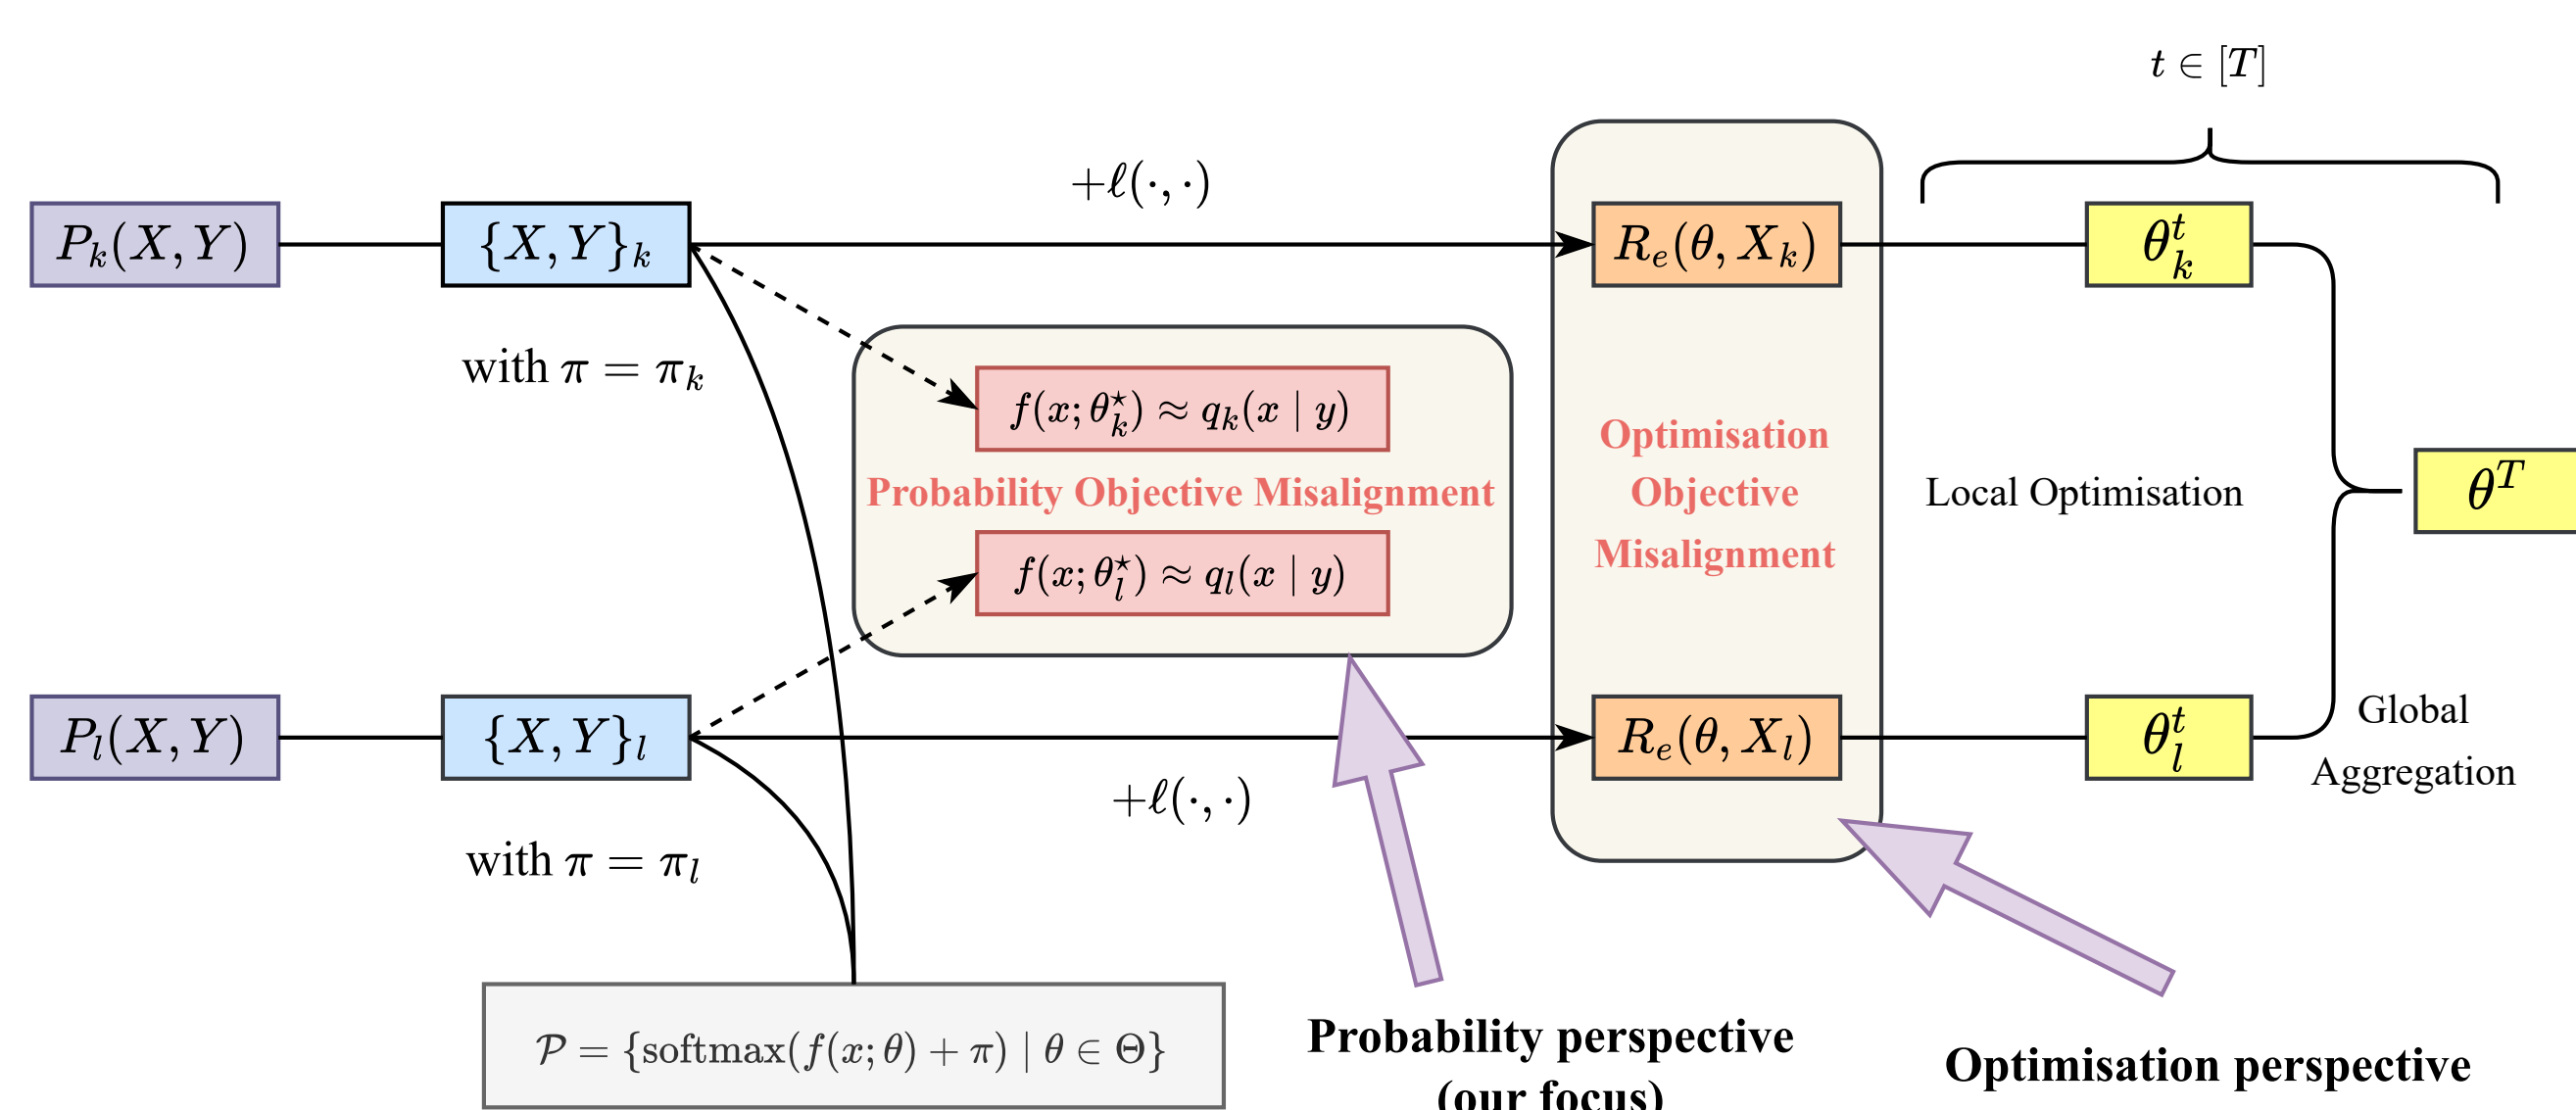 t ∈ [T]
+ℓ(·, ·)
P_k(X, Y)
{X, Y}_k
R_e(θ, X_k)
θ_k^t
with π = π_k
f(x; θ_k^⋆) ≈ q_k(x | y)
Probability Objective Misalignment
f(x; θ_l^⋆) ≈ q_l(x | y)
Optimisation
Objective
Misalignment
Local Optimisation
θ^T
P_l(X, Y)
{X, Y}_l
R_e(θ, X_l)
θ_l^t
Global
Aggregation
+ℓ(·, ·)
with π = π_l
𝒫 = {softmax(f(x; θ) + π) | θ ∈ Θ}
Probability perspective
(our focus)
Optimisation perspective